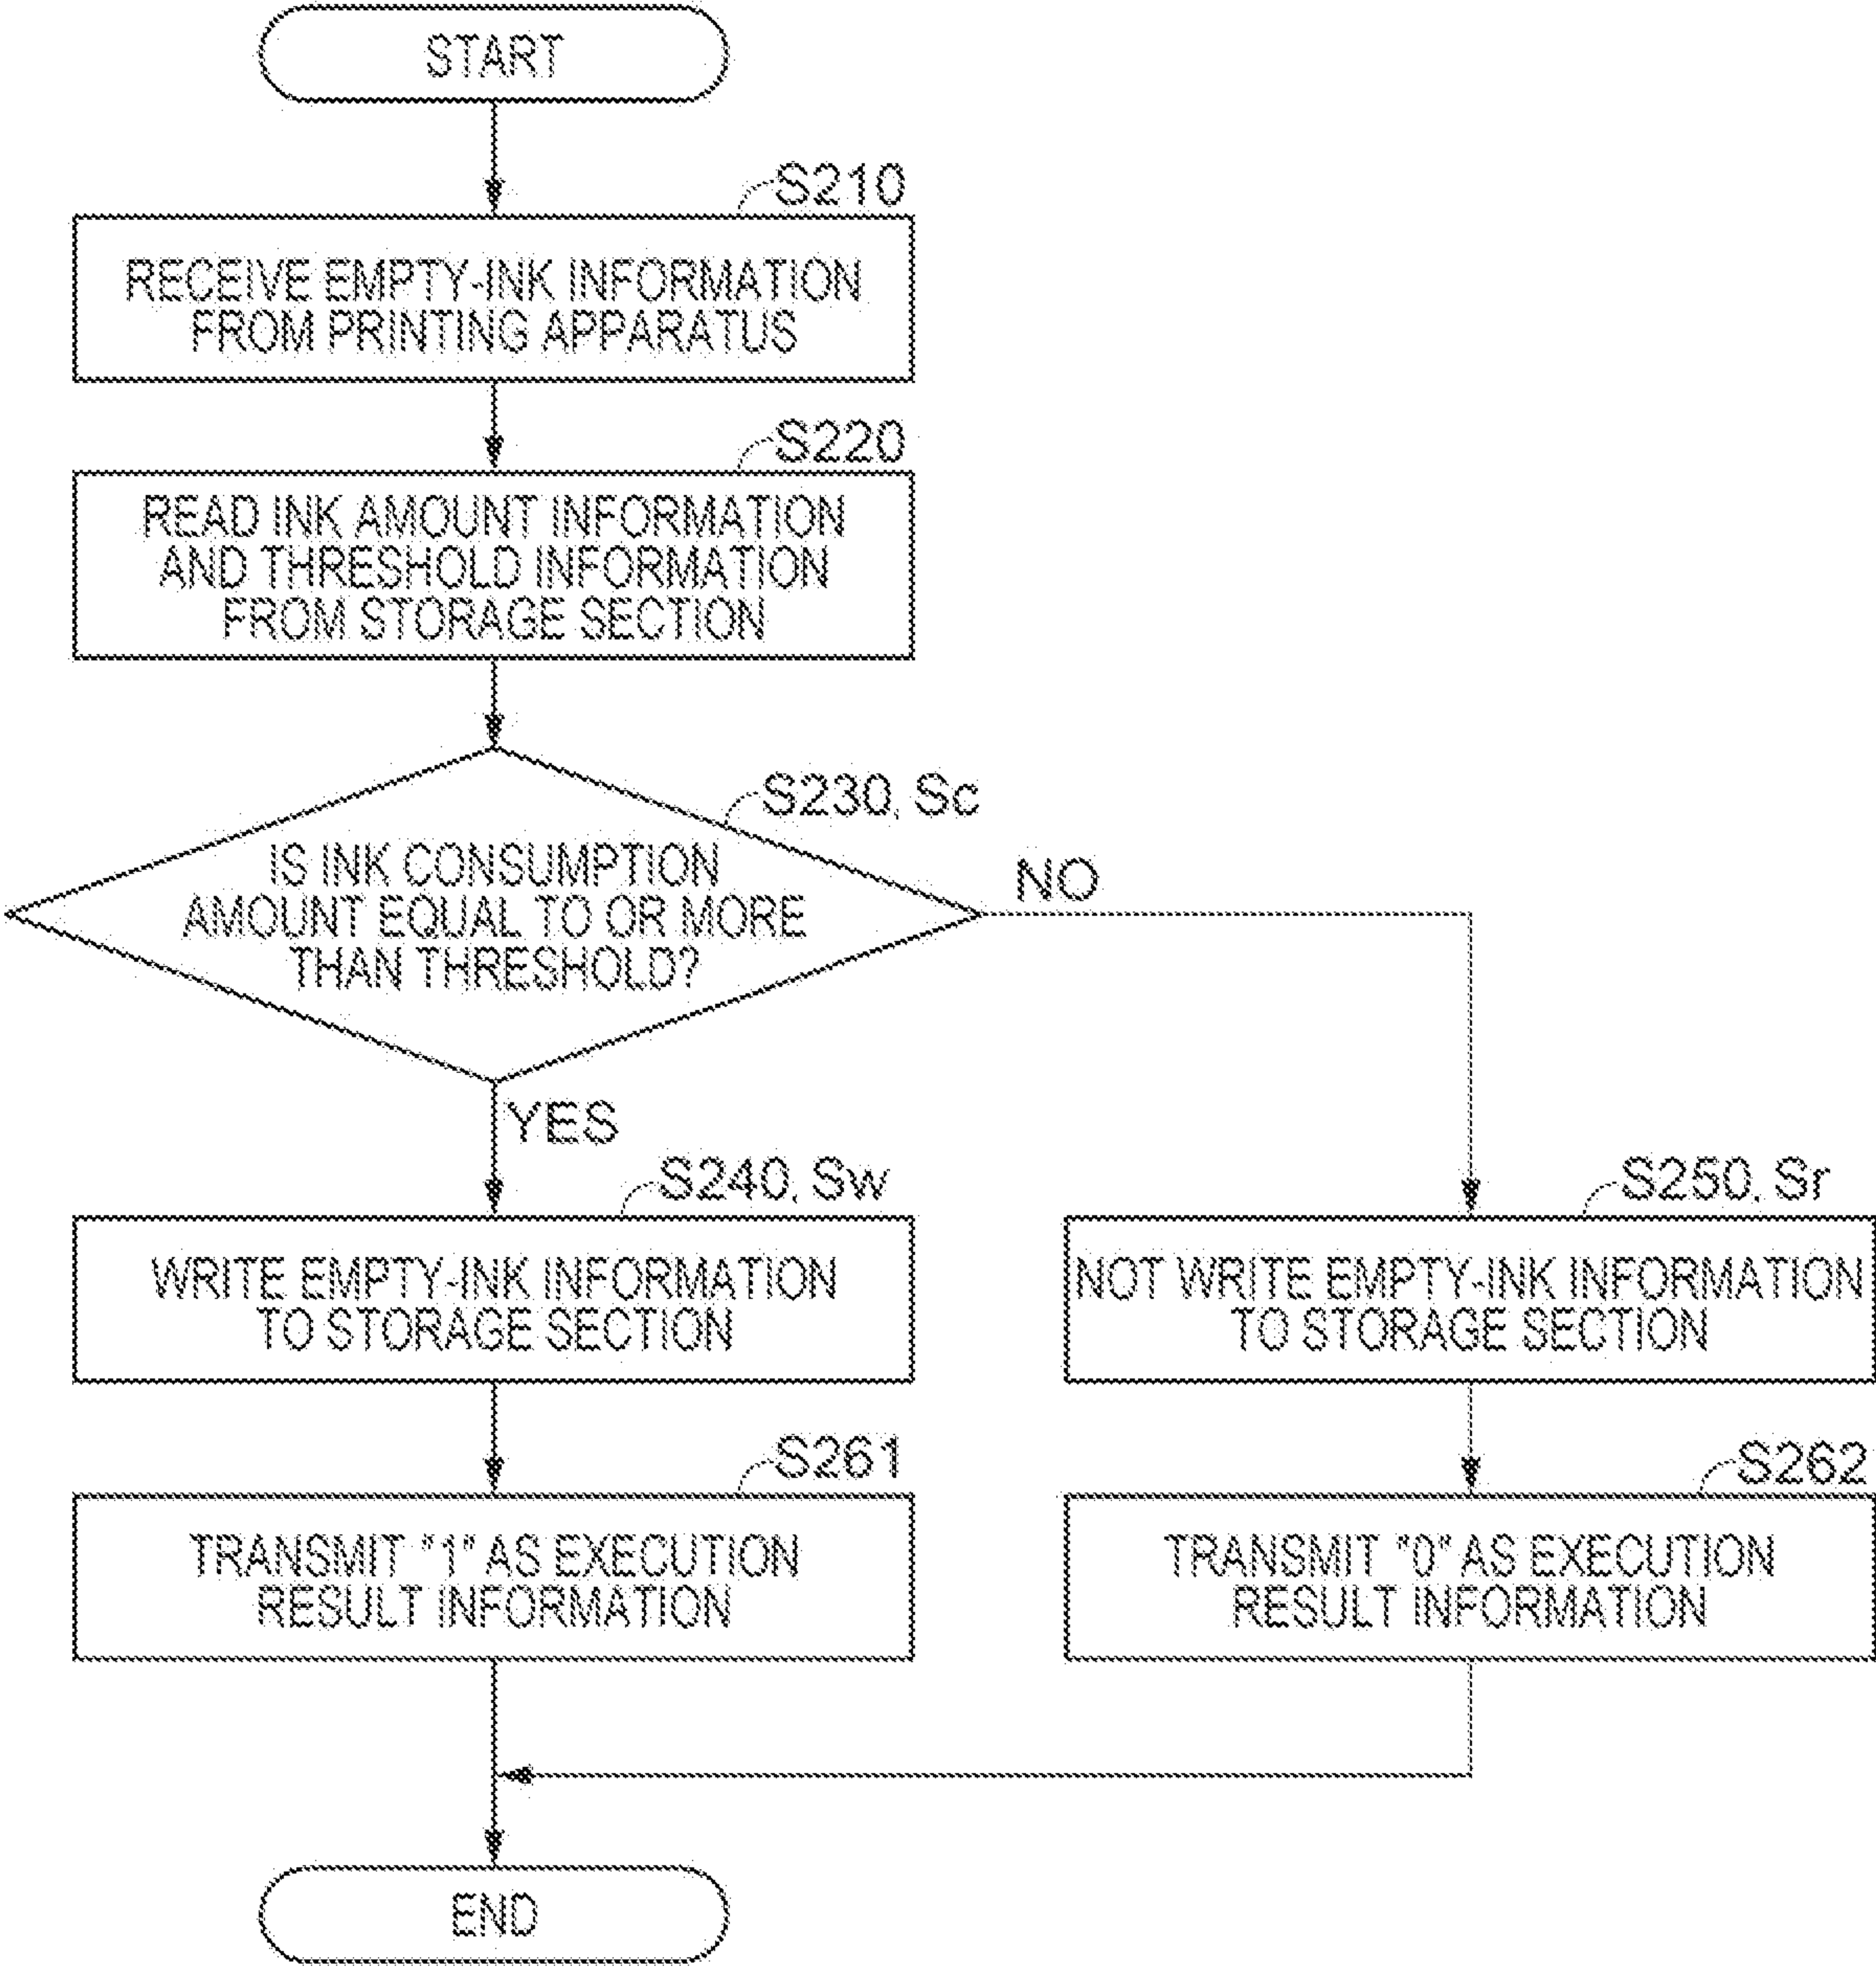 START
S210
RECEIVE EMPTY-INK INFORMATION
FROM PRINTING APPARATUS
S220
READ INK AMOUNT INFORMATION
AND THRESHOLD INFORMATION
FROM STORAGE SECTION
S230, Sc
IS INK CONSUMPTION
AMOUNT EQUAL TO OR MORE
THAN THRESHOLD?
NO
YES
S240, Sw
WRITE EMPTY-INK INFORMATION
TO STORAGE SECTION
S250, Sr
NOT WRITE EMPTY-INK INFORMATION
TO STORAGE SECTION
S261
TRANSMIT "1" AS EXECUTION
RESULT INFORMATION
S262
TRANSMIT "0" AS EXECUTION
RESULT INFORMATION
END